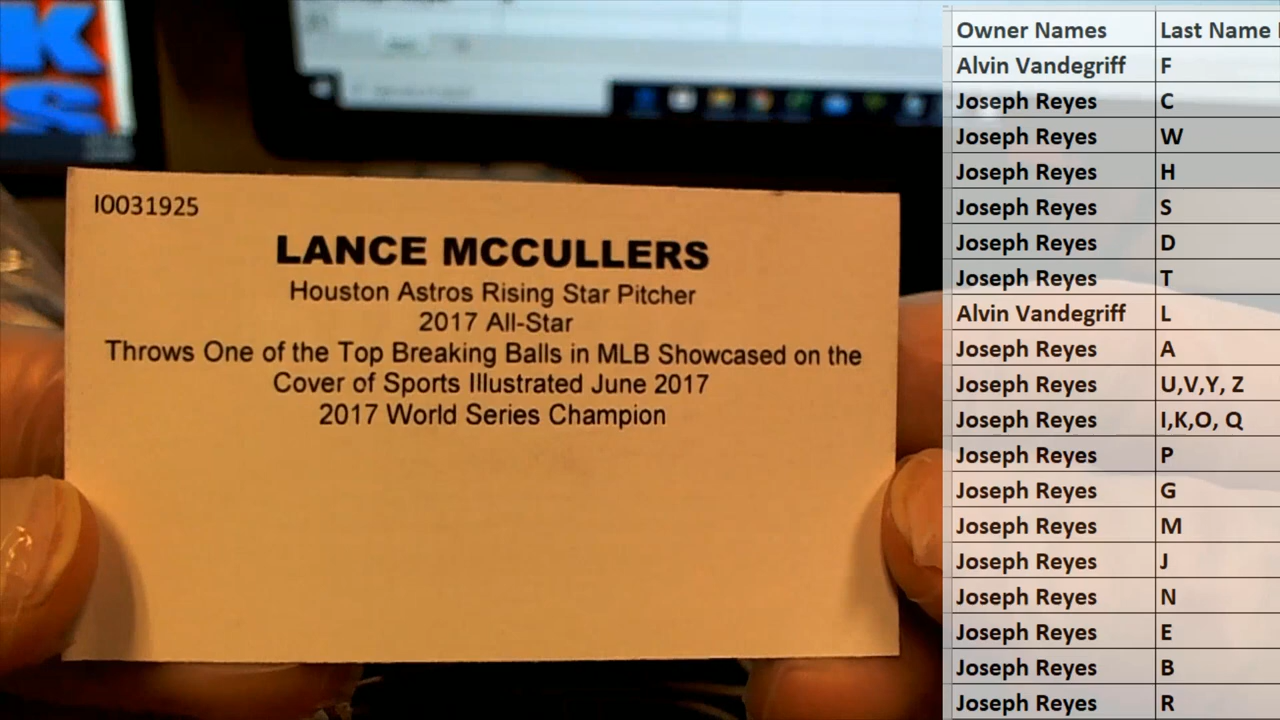 K
S
I0031925
LANCE MCCULLERS
Houston Astros Rising Star Pitcher
2017 All-Star
Throws One of the Top Breaking Balls in MLB Showcased on the
Cover of Sports Illustrated June 2017
2017 World Series Champion
Owner Names Last Name
Alvin Vandegriff F
Joseph Reyes C
Joseph Reyes W
Joseph Reyes H
Joseph Reyes S
Joseph Reyes D
Joseph Reyes T
Alvin Vandegriff L
Joseph Reyes A
Joseph Reyes U,V,Y, Z
Joseph Reyes I,K,O, Q
Joseph Reyes P
Joseph Reyes G
Joseph Reyes M
Joseph Reyes J
Joseph Reyes N
Joseph Reyes E
Joseph Reyes B
Joseph Reyes R